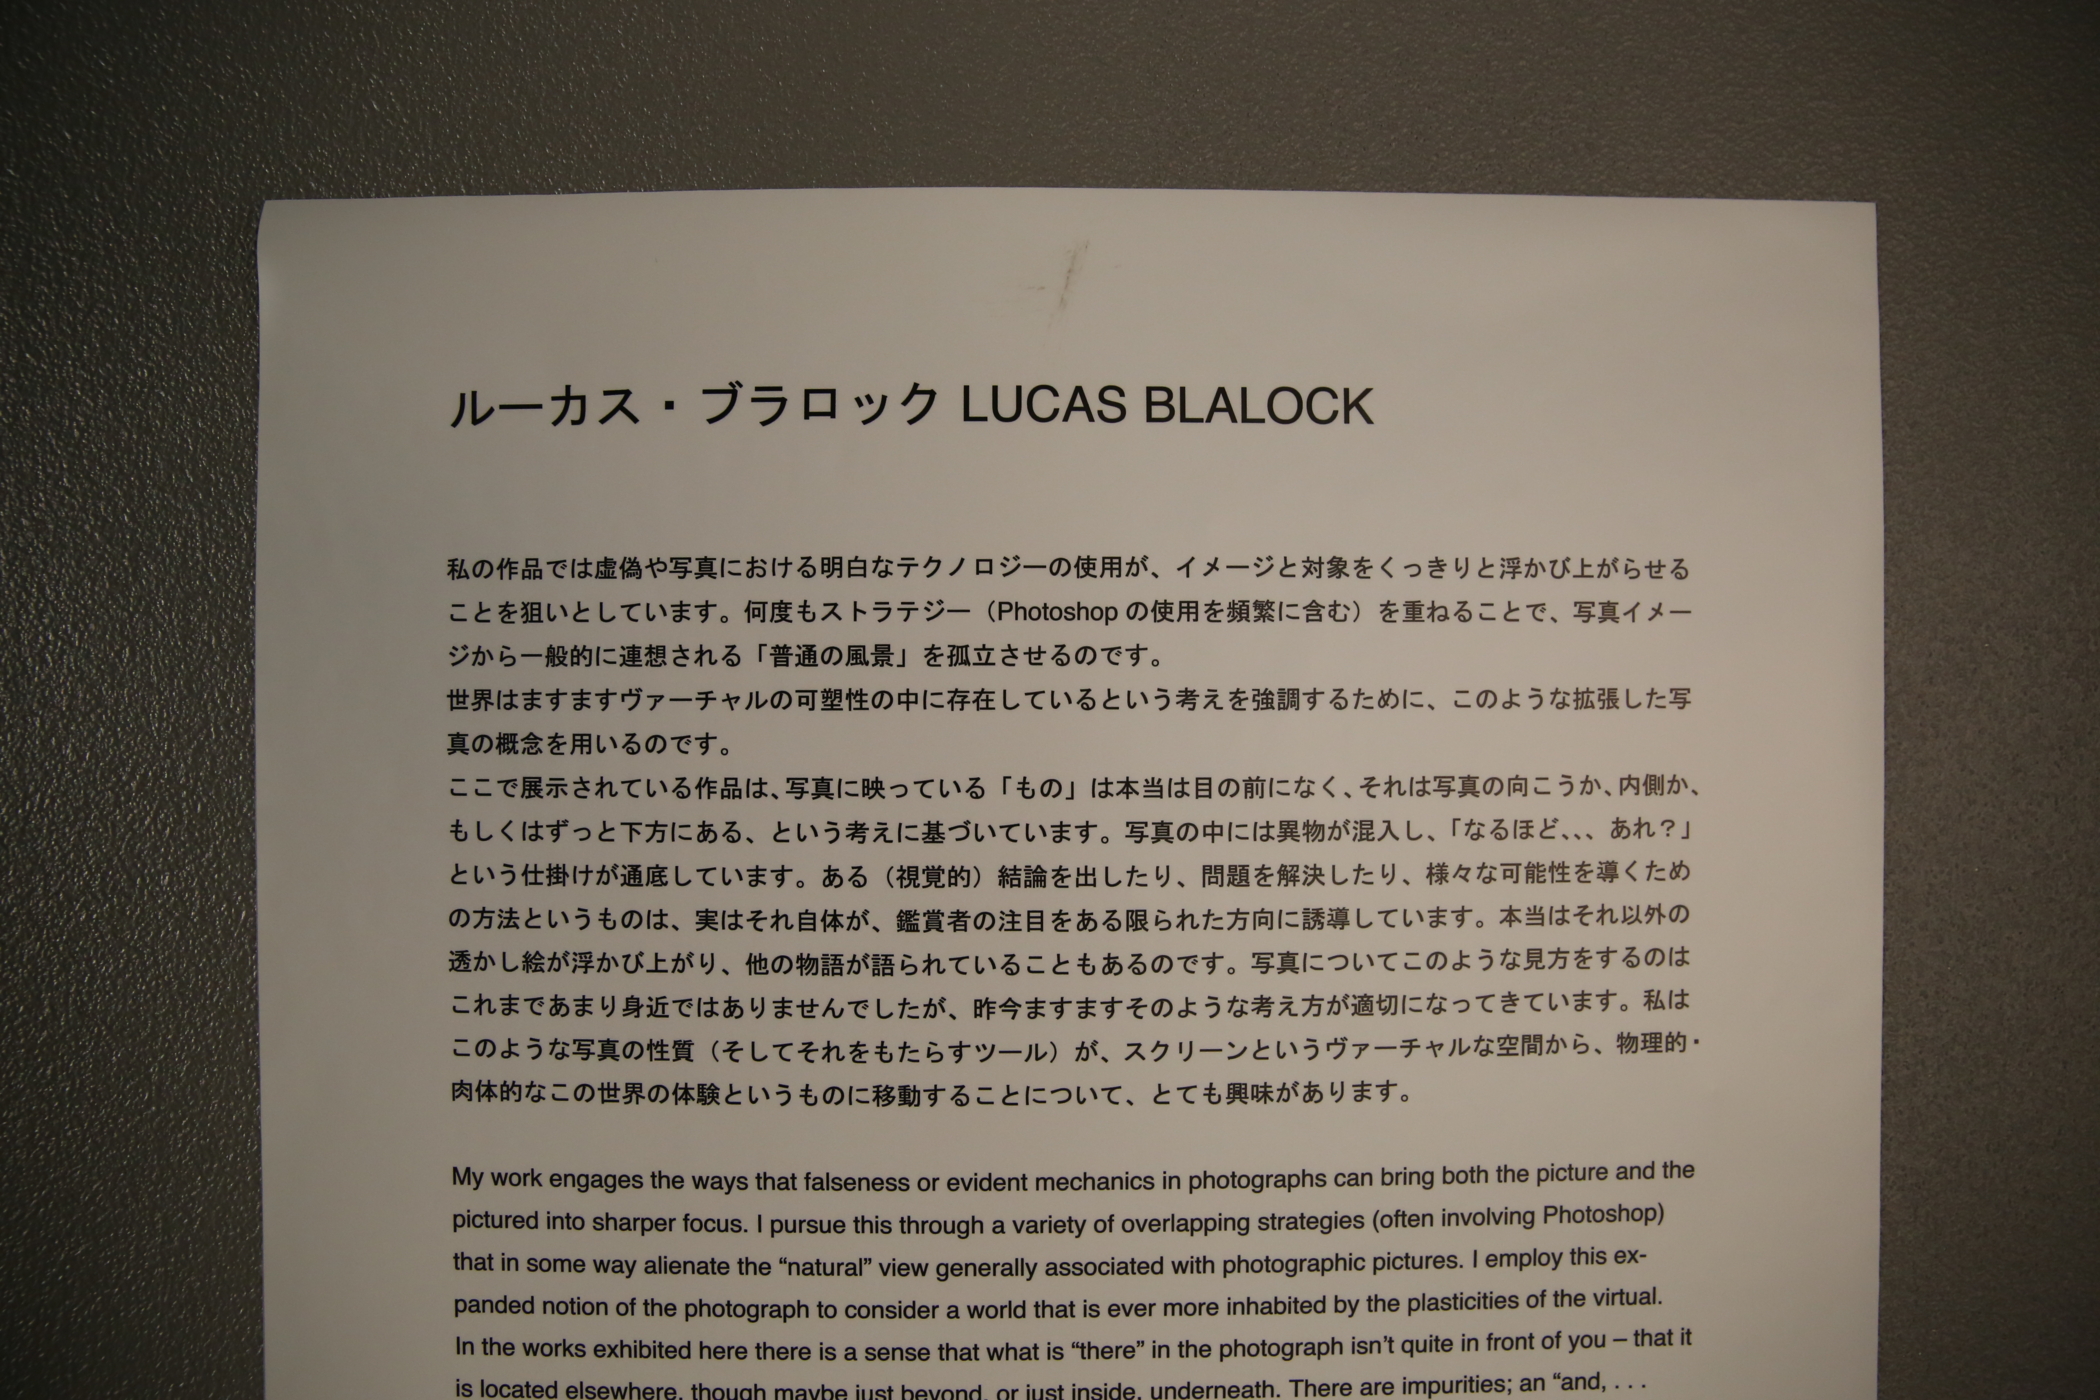 ルーカス・ブラロック LUCAS BLALOCK
私の作品では虚偽や写真における明白なテクノロジーの使用が、イメージと対象をくっきりと浮かび上がらせる
ことを狙いとしています。何度もストラテジー（Photoshop の使用を頻繁に含む）を重ねることで、写真イメー
ジから一般的に連想される「普通の風景」を孤立させるのです。
世界はますますヴァーチャルの可塑性の中に存在しているという考えを強調するために、このような拡張した写
真の概念を用いるのです。
ここで展示されている作品は、写真に映っている「もの」は本当は目の前になく、それは写真の向こうか、内側か、
もしくはずっと下方にある、という考えに基づいています。写真の中には異物が混入し、「なるほど、、、あれ？」
という仕掛けが通底しています。ある（視覚的）結論を出したり、問題を解決したり、様々な可能性を導くため
の方法というものは、実はそれ自体が、鑑賞者の注目をある限られた方向に誘導しています。本当はそれ以外の
透かし絵が浮かび上がり、他の物語が語られていることもあるのです。写真についてこのような見方をするのは
これまであまり身近ではありませんでしたが、昨今ますますそのような考え方が適切になってきています。私は
このような写真の性質（そしてそれをもたらすツール）が、スクリーンというヴァーチャルな空間から、物理的・
肉体的なこの世界の体験というものに移動することについて、とても興味があります。
My work engages the ways that falseness or evident mechanics in photographs can bring both the picture and the
pictured into sharper focus. I pursue this through a variety of overlapping strategies (often involving Photoshop)
that in some way alienate the “natural” view generally associated with photographic pictures. I employ this ex-
panded notion of the photograph to consider a world that is ever more inhabited by the plasticities of the virtual.
In the works exhibited here there is a sense that what is “there” in the photograph isn’t quite in front of you – that it
is located elsewhere, though maybe just beyond, or just inside, underneath. There are impurities; an “and, . . .